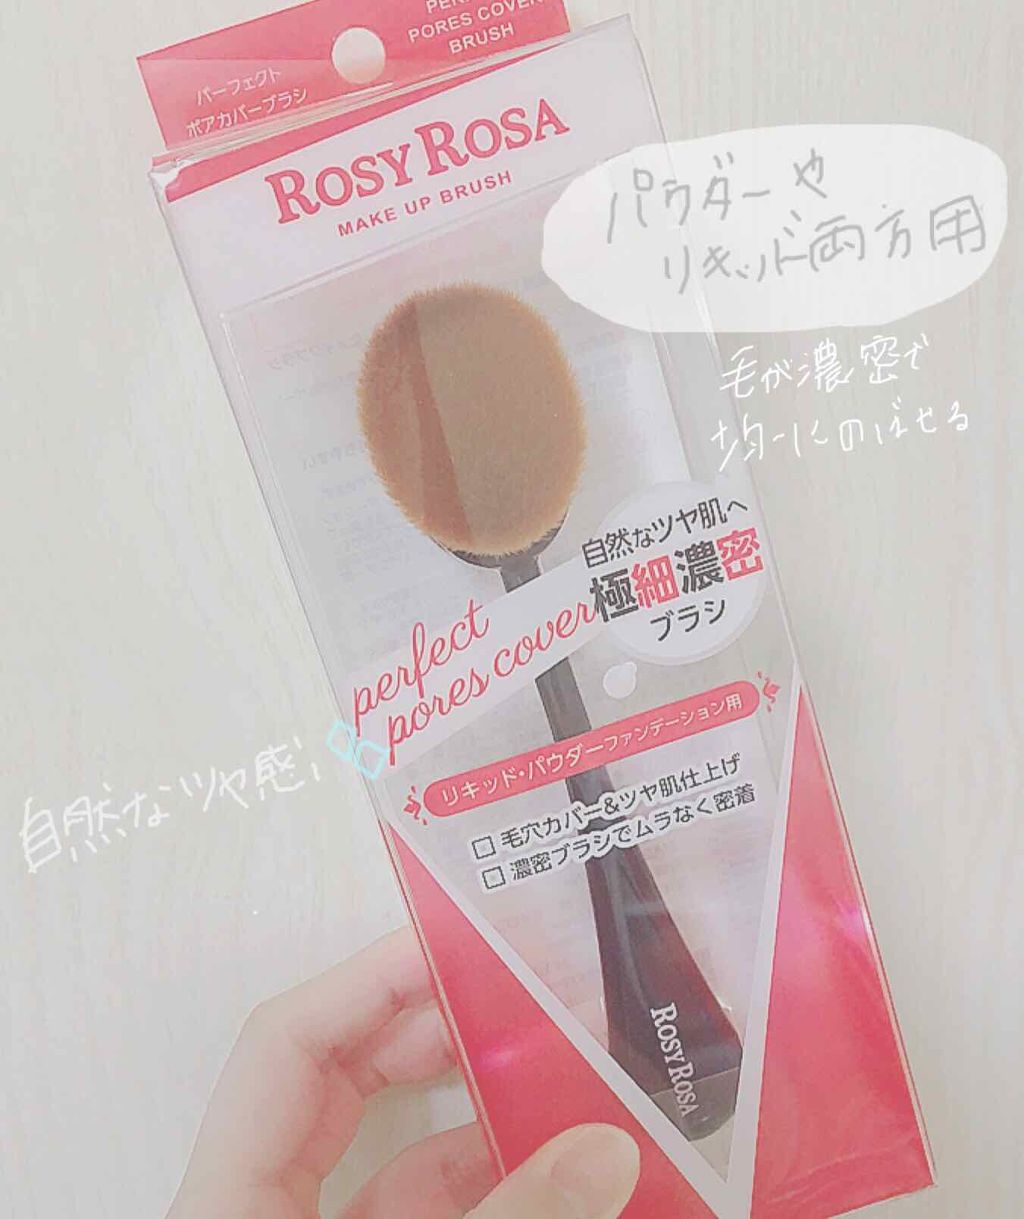 PORES COVER
BRUSH
パーフェクト
ポアカバーブラシ
ROSY ROSA
MAKE UP BRUSH
パウダーや
リキッド両方用
毛が濃密で
均一にのばせる
自然なツヤ肌へ
極細濃密
ブラシ
perfect
pores cover
リキッド・パウダーファンデーション用
自然なツヤ感!
□ 毛穴カバー&ツヤ肌仕上げ
□ 濃密ブラシでムラなく密着
ROSY ROSA